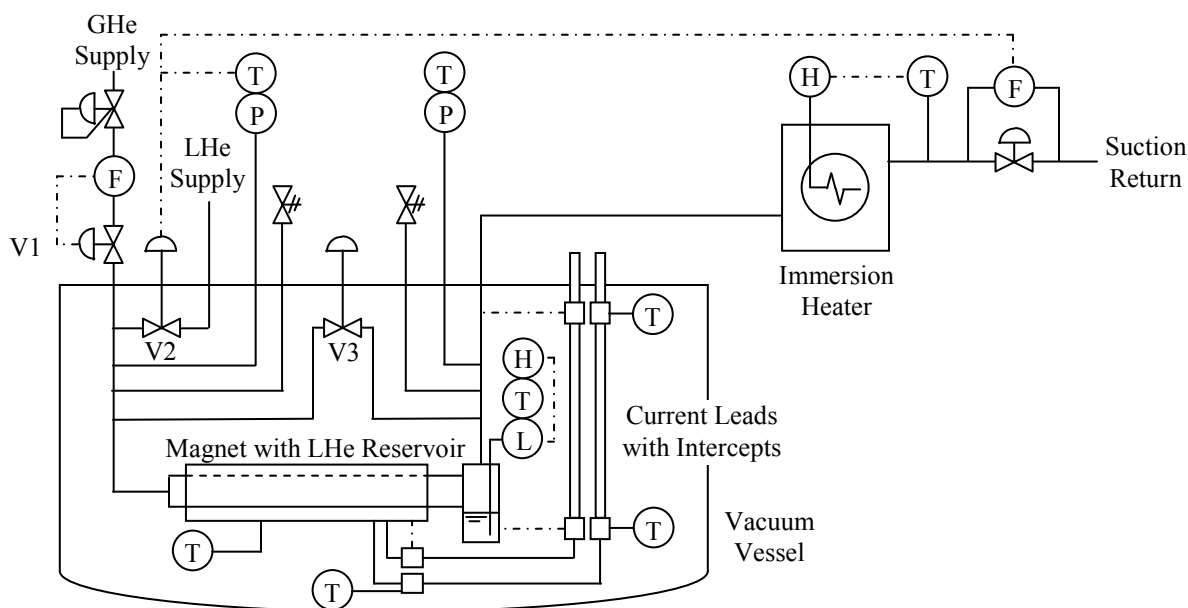 GHe
Supply
T
T
H
T
F
P
P
LHe
Supply
Suction
Return
F
V1
Immersion
Heater
T
V2
V3
H
T
Current Leads
with Intercepts
L
Magnet with LHe Reservoir
Vacuum
Vessel
T
T
T